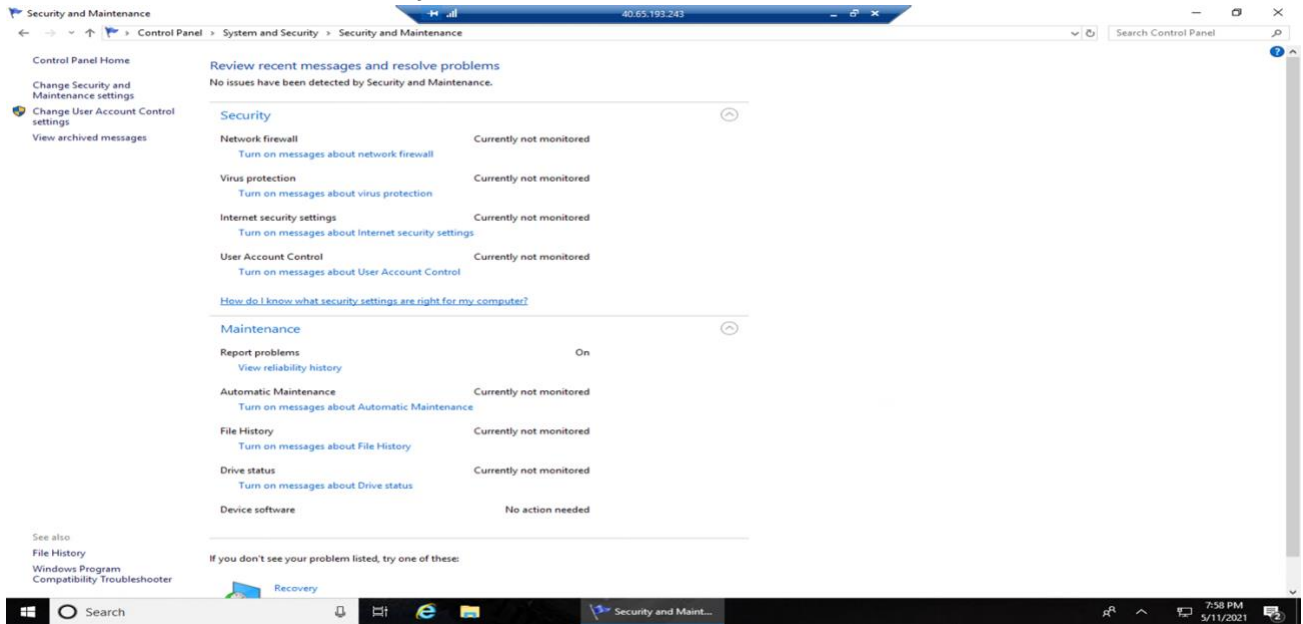 Security and Maintenance
40.65.193.243
Control Panel > System and Security > Security and Maintenance
Search Control Panel
Control Panel Home
Change Security and
Maintenance settings
Change User Account Control
settings
View archived messages
Review recent messages and resolve problems
No issues have been detected by Security and Maintenance.
Security
Network firewall Currently not monitored
Turn on messages about network firewall
Virus protection Currently not monitored
Turn on messages about virus protection
Internet security settings Currently not monitored
Turn on messages about Internet security settings
User Account Control Currently not monitored
Turn on messages about User Account Control
How do I know what security settings are right for my computer?
Maintenance
Report problems On
View reliability history
Automatic Maintenance Currently not monitored
Turn on messages about Automatic Maintenance
File History Currently not monitored
Turn on messages about File History
Drive status Currently not monitored
Turn on messages about Drive status
Device software No action needed
If you don't see your problem listed, try one of these:
Recovery
See also
File History
Windows Program
Compatibility Troubleshooter
Search
Security and Maint...
7:58 PM
5/11/2021
2